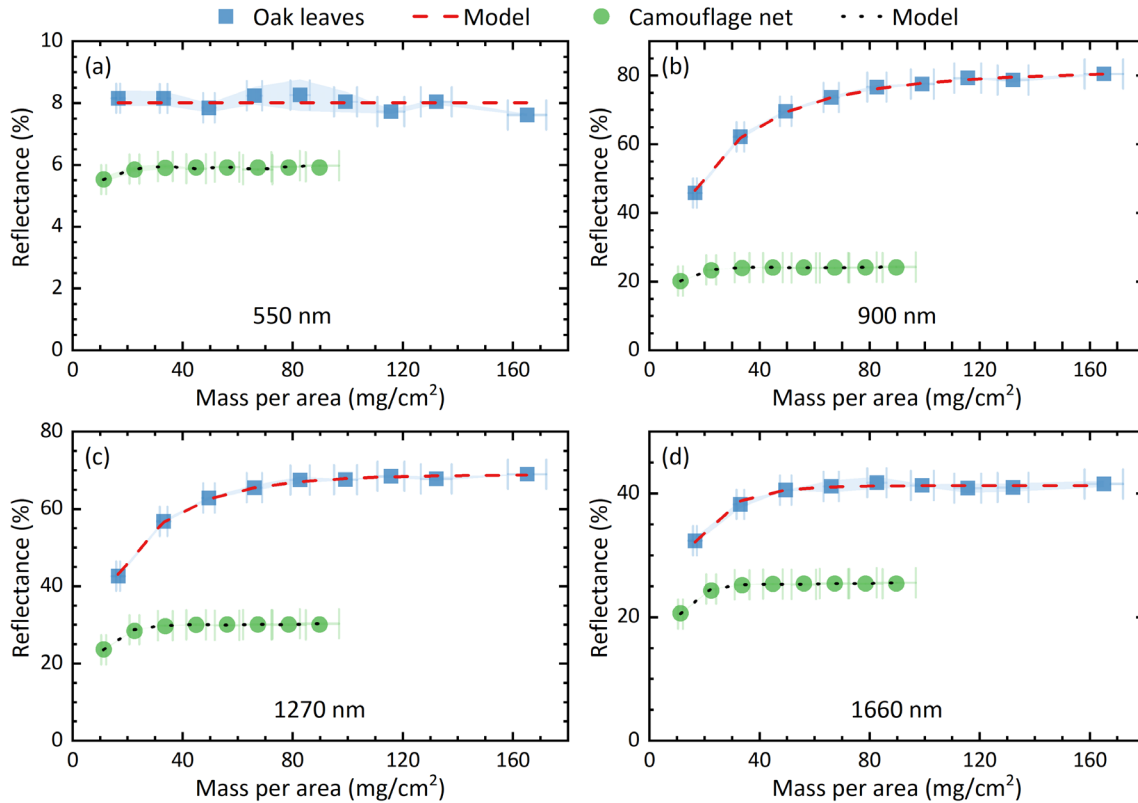 Oak leaves Model Camouflage net Model
(a)
10
8
6
4
2
0
Reflectance (%)
550 nm
0 40 80 120 160
Mass per area (mg/cm²)
(b)
80
60
40
20
0
Reflectance (%)
900 nm
0 40 80 120 160
Mass per area (mg/cm²)
(c)
80
60
40
20
0
Reflectance (%)
1270 nm
0 40 80 120 160
Mass per area (mg/cm²)
(d)
40
20
0
Reflectance (%)
1660 nm
0 40 80 120 160
Mass per area (mg/cm²)